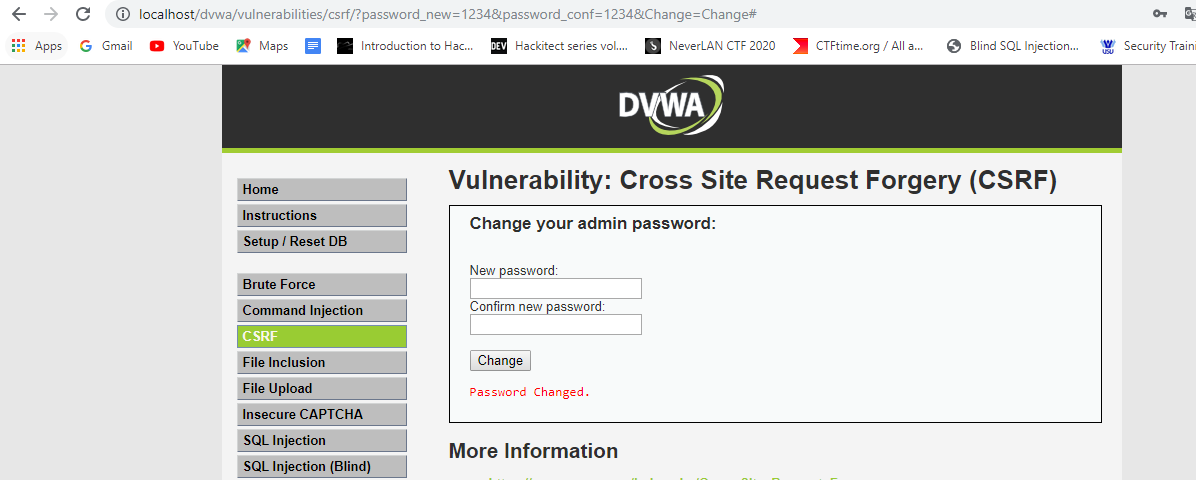 localhost/dvwa/vulnerabilities/csrf/?password_new=1234&password_conf=1234&Change=Change#
Apps Gmail YouTube Maps Introduction to Hac... DEV Hackitect series vol.... NeverLAN CTF 2020 CTFtime.org / All a... Blind SQL Injection... USU Security Traini
DVWA
Vulnerability: Cross Site Request Forgery (CSRF)
Home
Instructions
Setup / Reset DB
Brute Force
Command Injection
CSRF
File Inclusion
File Upload
Insecure CAPTCHA
SQL Injection
SQL Injection (Blind)
Change your admin password:
New password:
Confirm new password:
Change
Password Changed.
More Information